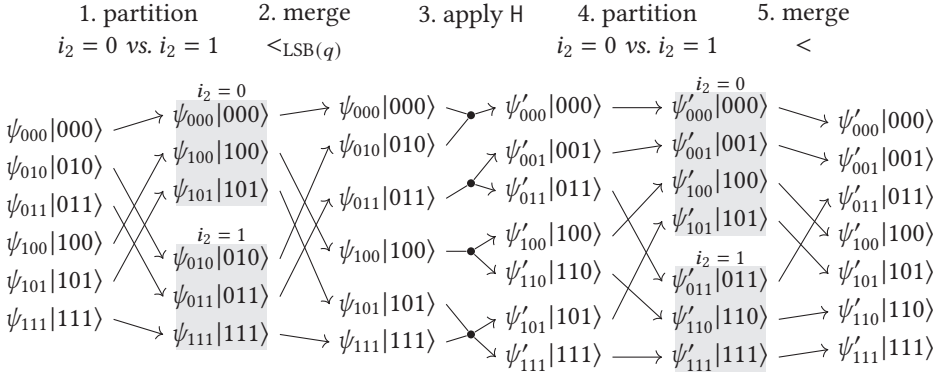 1. partition
i₂ = 0 vs. i₂ = 1
2. merge
<LSB(q)
3. apply H
4. partition
i₂ = 0 vs. i₂ = 1
5. merge
<
ψ₀₀₀|000⟩
ψ₀₁₀|010⟩
ψ₀₁₁|011⟩
ψ₁₀₀|100⟩
ψ₁₀₁|101⟩
ψ₁₁₁|111⟩
i₂ = 0
ψ₀₀₀|000⟩
ψ₁₀₀|100⟩
ψ₁₀₁|101⟩
i₂ = 1
ψ₀₁₀|010⟩
ψ₀₁₁|011⟩
ψ₁₁₁|111⟩
ψ₀₀₀|000⟩
ψ₀₁₀|010⟩
ψ₀₁₁|011⟩
ψ₁₀₀|100⟩
ψ₁₀₁|101⟩
ψ₁₁₁|111⟩
ψ′₀₀₀|000⟩
ψ′₀₀₁|001⟩
ψ′₀₁₁|011⟩
ψ′₁₀₀|100⟩
ψ′₁₁₀|110⟩
ψ′₁₀₁|101⟩
ψ′₁₁₁|111⟩
i₂ = 0
ψ′₀₀₀|000⟩
ψ′₀₀₁|001⟩
ψ′₁₀₀|100⟩
ψ′₁₀₁|101⟩
i₂ = 1
ψ′₀₁₁|011⟩
ψ′₁₁₀|110⟩
ψ′₁₁₁|111⟩
ψ′₀₀₀|000⟩
ψ′₀₀₁|001⟩
ψ′₀₁₁|011⟩
ψ′₁₀₀|100⟩
ψ′₁₀₁|101⟩
ψ′₁₁₀|110⟩
ψ′₁₁₁|111⟩